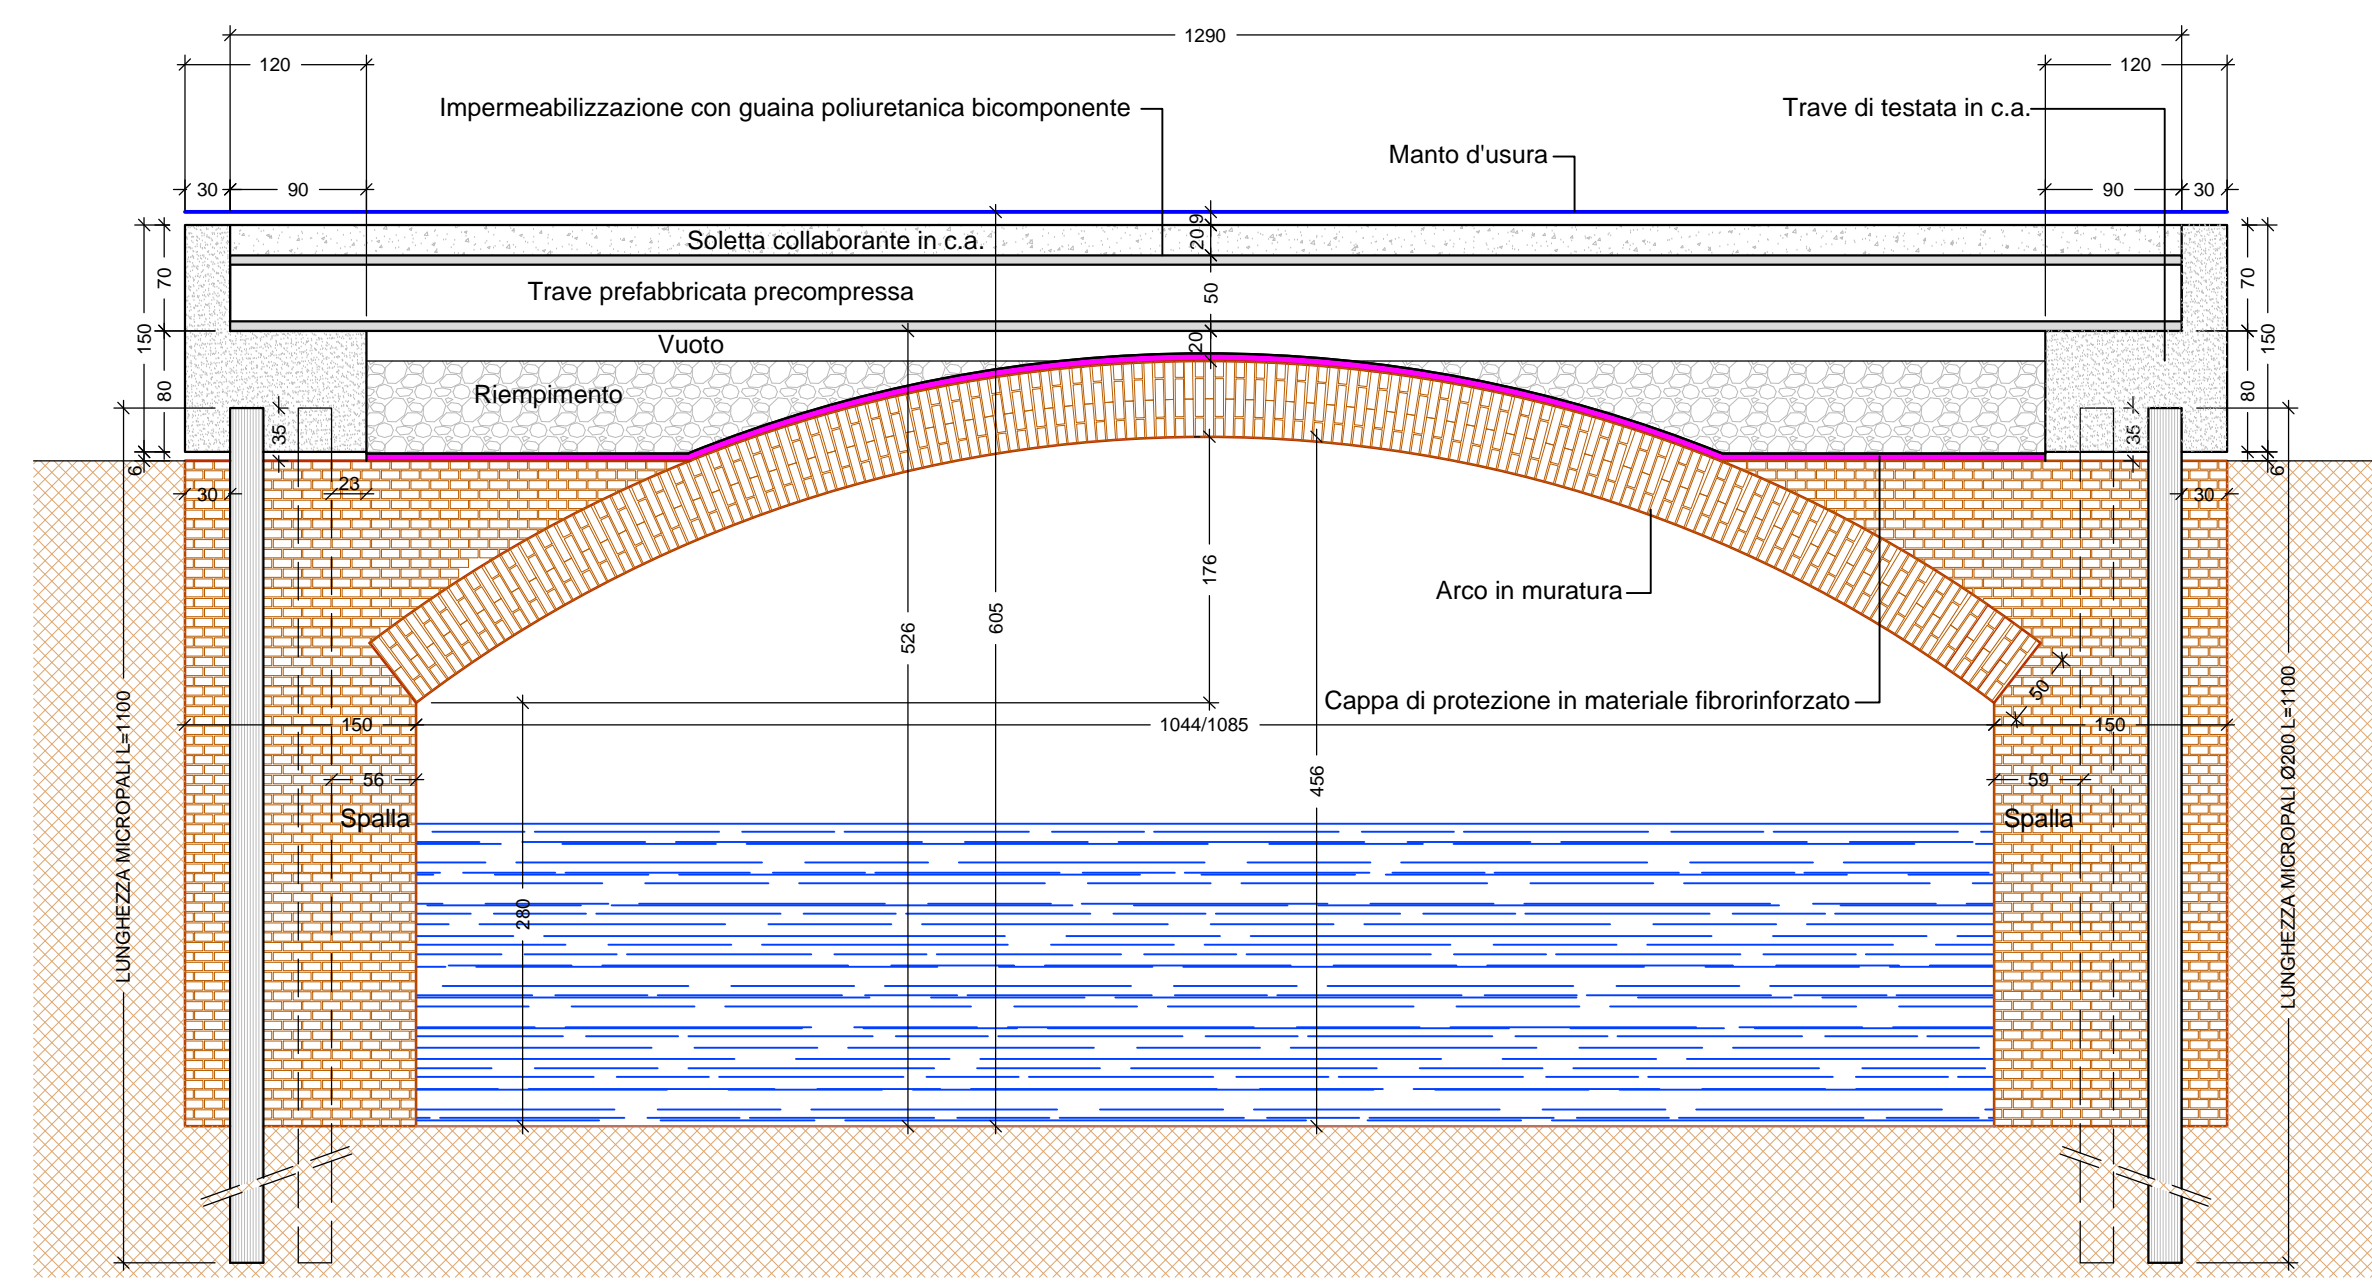 1290
120
120
Impermeabilizzazione con guaina poliuretanica bicomponente
Trave di testata in c.a.
Manto d'usura
30
90
90
30
9
20
Soletta collaborante in c.a.
70
70
Trave prefabbricata precompressa
50
150
150
20
Vuoto
Riempimento
80
80
35
35
6
6
30
23
30
176
Arco in muratura
605
526
50
Cappa di protezione in materiale fibrorinforzato
150
1044/1085
150
56
456
59
Spalla
Spalla
LUNGHEZZA MICROPALI L=1100
LUNGHEZZA MICROPALI Ø200 L=1100
280